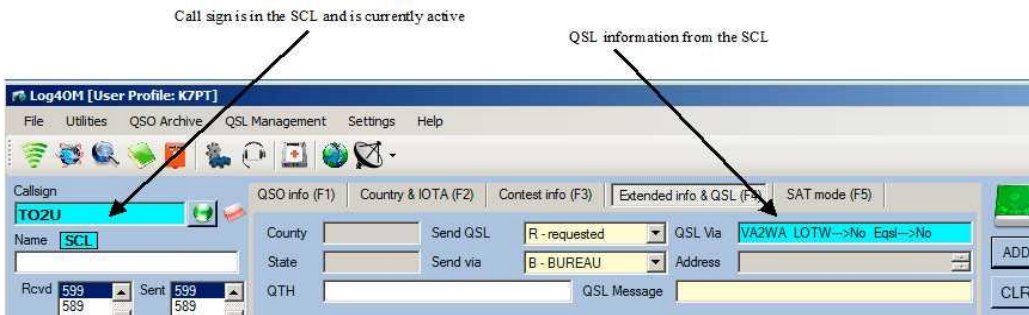 Call sign is in the SCL and is currently active
QSL information from the SCL
Log4OM [User Profile: K7PT]
File Utilities QSO Archive QSL Management Settings Help
Callsign
QSO info (F1) Country & IOTA (F2) Contest info (F3) Extended info & QSL (F4) SAT mode (F5)
TO2U
Name SCL
County Send QSL R - requested QSL Via VA2WA LOTW--->No Eqsl--->No
State Send via B - BUREAU Address
ADD
Rcvd 599 Sent 599
QTH QSL Message
CLR
589 589